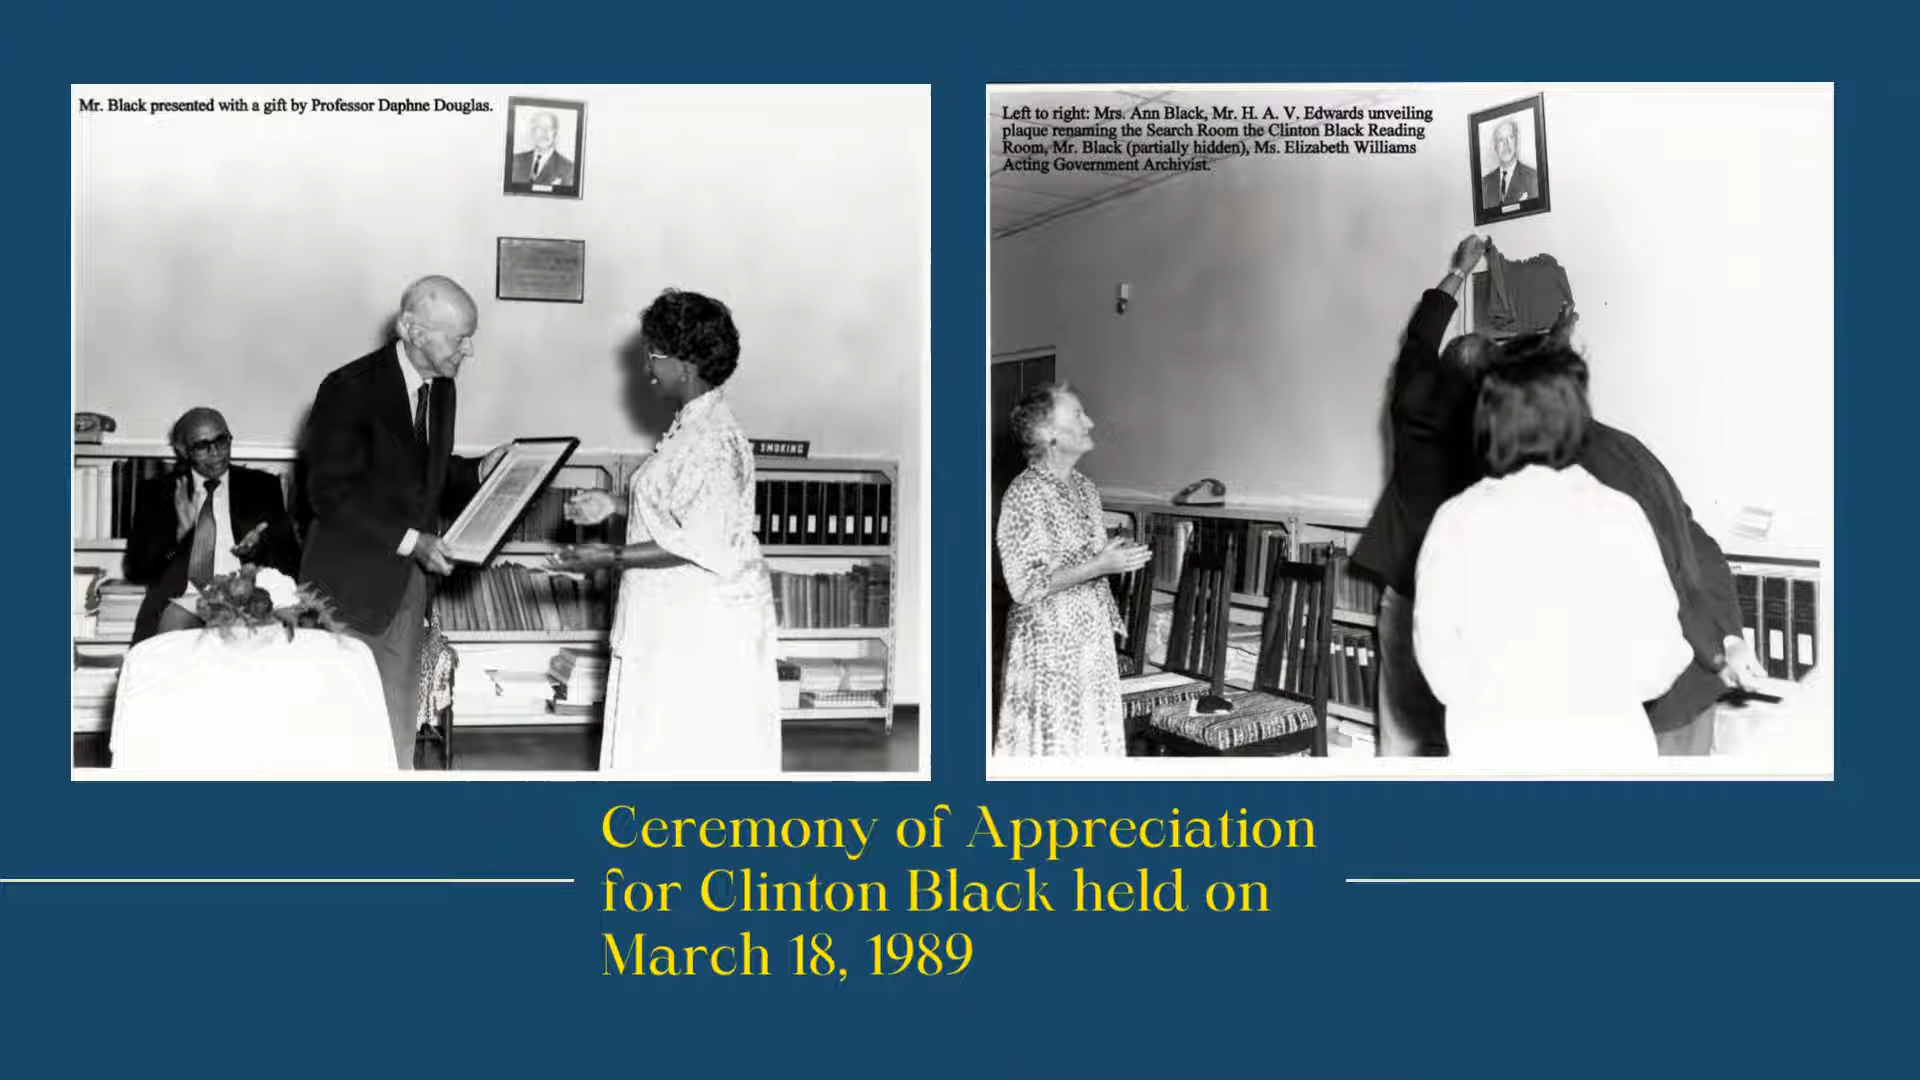 Mr. Black presented with a gift by Professor Daphne Douglas.
SMOKING
Left to right: Mrs. Ann Black, Mr. H. A. V. Edwards unveiling
plaque renaming the Search Room the Clinton Black Reading
Room, Mr. Black (partially hidden), Ms. Elizabeth Williams
Acting Government Archivist.
Ceremony of Appreciation
for Clinton Black held on
March 18, 1989